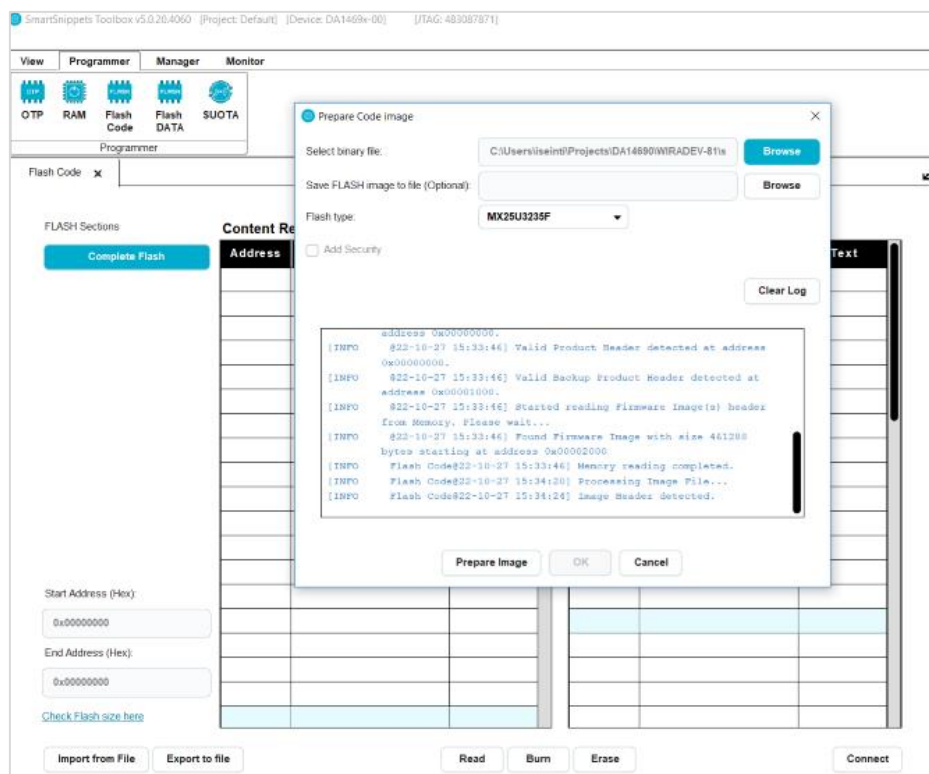 SmartSnippets Toolbox v5.0.20.4060 [Project: Default] [Device: DA1469x-00] [JTAG: 483087871]
View Programmer Manager Monitor
OTP RAM Flash Code Flash DATA SUOTA
Programmer
Flash Code x
FLASH Sections
Complete Flash
Content Re
Address
Text
Prepare Code image
Select binary file:
C:\Users\iseinti\Projects\DA14690\WIRADEV-81\s
Browse
Save FLASH image to file (Optional):
Browse
Flash type:
MX25U3235F
Add Security
Clear Log
address 0x00000000.
[INFO @22-10-27 15:33:46] Valid Product Header detected at address
0x00000000.
[INFO @22-10-27 15:33:46] Valid Backup Product Header detected at
address 0x00001000.
[INFO @22-10-27 15:33:46] Started reading Firmware Image(s) header
from Memory. Please wait...
[INFO @22-10-27 15:33:46] Found Firmware Image with size 461288
bytes starting at address 0x00002000
[INFO Flash Code@22-10-27 15:33:46] Memory reading completed.
[INFO Flash Code@22-10-27 15:34:20] Processing Image File...
[INFO Flash Code@22-10-27 15:34:24] Image Header detected.
Prepare Image OK Cancel
Start Address (Hex):
0x00000000
End Address (Hex):
0x00000000
Check Flash size here
Import from File Export to file Read Burn Erase Connect